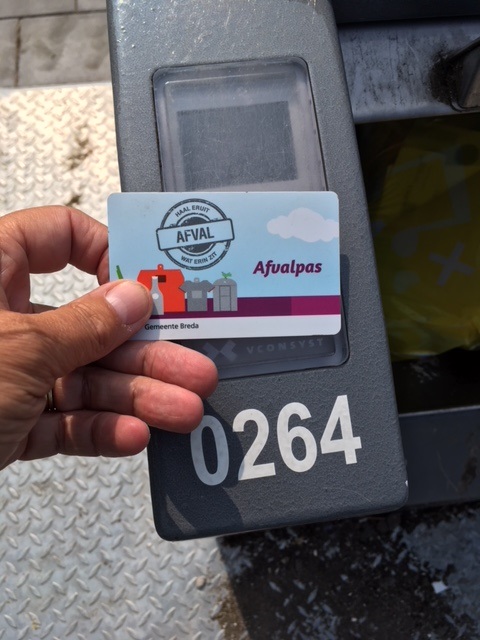 HAAL ERUIT
AFVAL
WAT ERIN ZIT
Afvalpas
Gemeente Breda
VCONSYST
0264